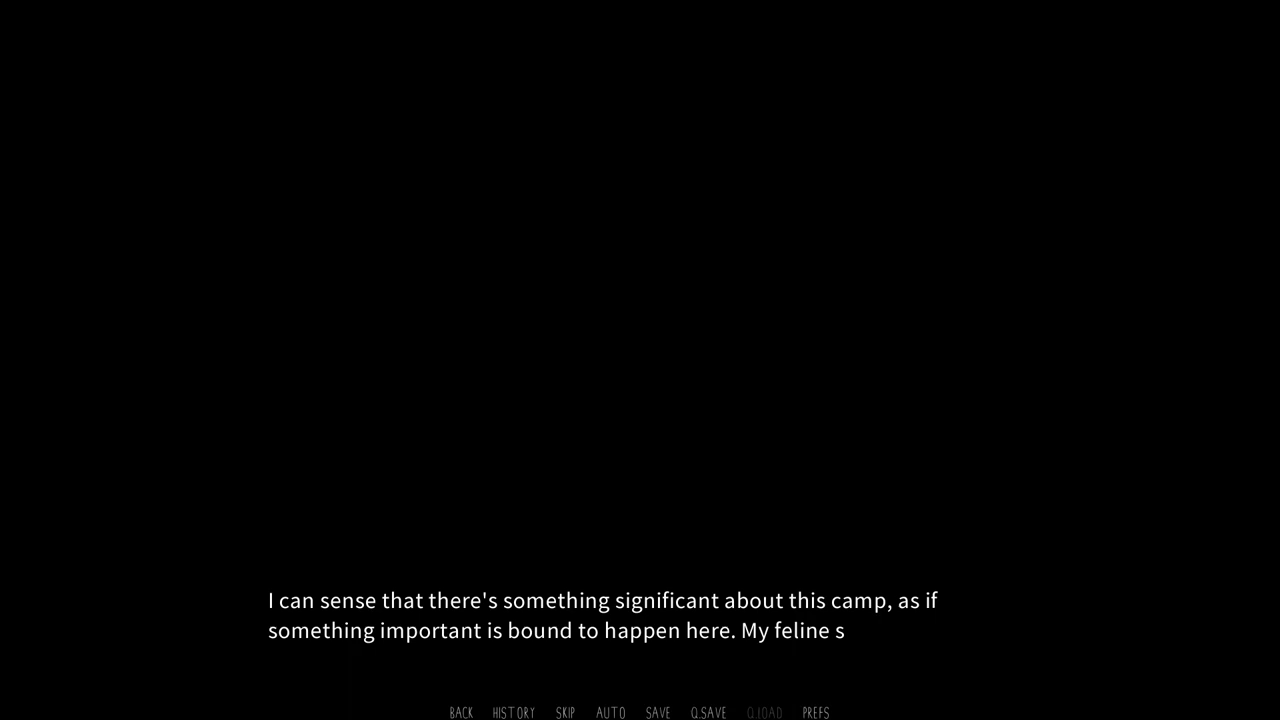 I can sense that there's something significant about this camp, as if
something important is bound to happen here. My feline s
BACK HISTORY SKIP AUTO SAVE Q.SAVE Q.LOAD PREFS